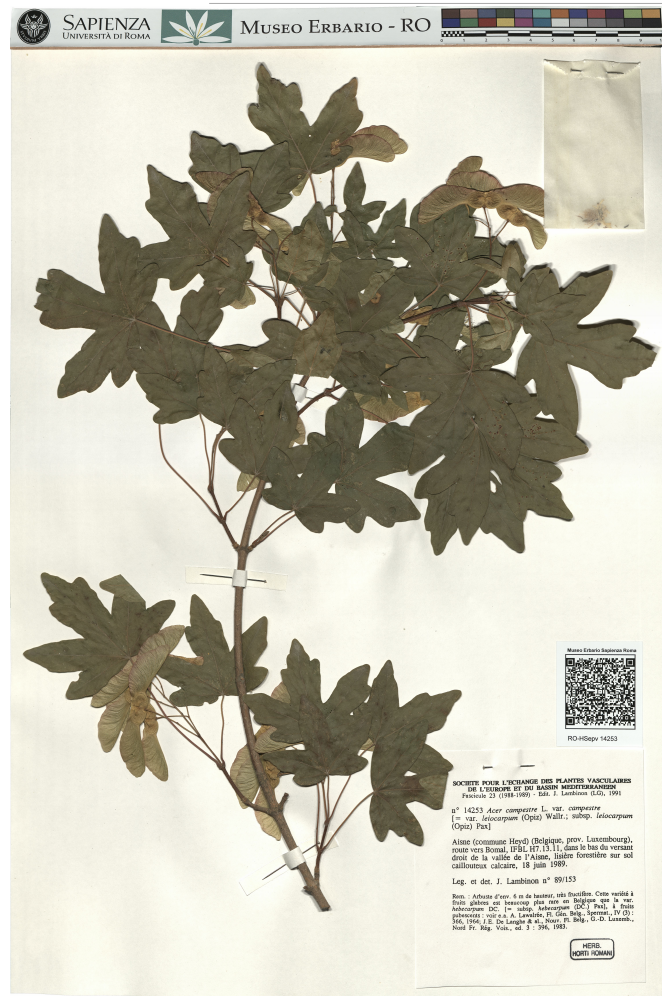 SAPIENZA
UNIVERSITÀ DI ROMA
MUSEO ERBARIO - RO
Museo Erbario Sapienza Roma
RO-HSepv 14253
SOCIETE POUR L'ECHANGE DES PLANTES VASCULAIRES
DE L'EUROPE ET DU BASSIN MEDITERRANEEN
Fascicule 23 (1988-1989) - Edit. J. Lambinon (LG), 1991
n° 14253 Acer campestre L. var. campestre
[= var. leiocarpum (Opiz) Wallr.; subsp. leiocarpum
(Opiz) Pax]
Aisne (commune Heyd) (Belgique, prov. Luxembourg),
route vers Bomal, IFBL H7.13.11, dans le bas du versant
droit de la vallée de l'Aisne, lisière forestière sur sol
caillouteux calcaire, 18 juin 1989.
Leg. et det. J. Lambinon n° 89/153
Rem. : Arbuste d'env. 6 m de hauteur, très fructifère. Cette variété à
fruits glabres est beaucoup plus rare en Belgique que la var.
hebecarpum DC. [= subsp. hebecarpum (DC.) Pax], à fruits
pubescents : voir e.a. A. Lawalrée, Fl. Gén. Belg., Spermat., IV (3) :
366, 1964; J.E. De Langhe & al., Nouv. Fl. Belg., G.-D. Luxemb.,
Nord Fr. Rég. Vois., ed. 3 : 396, 1983.
HERB.
HORTI ROMANI